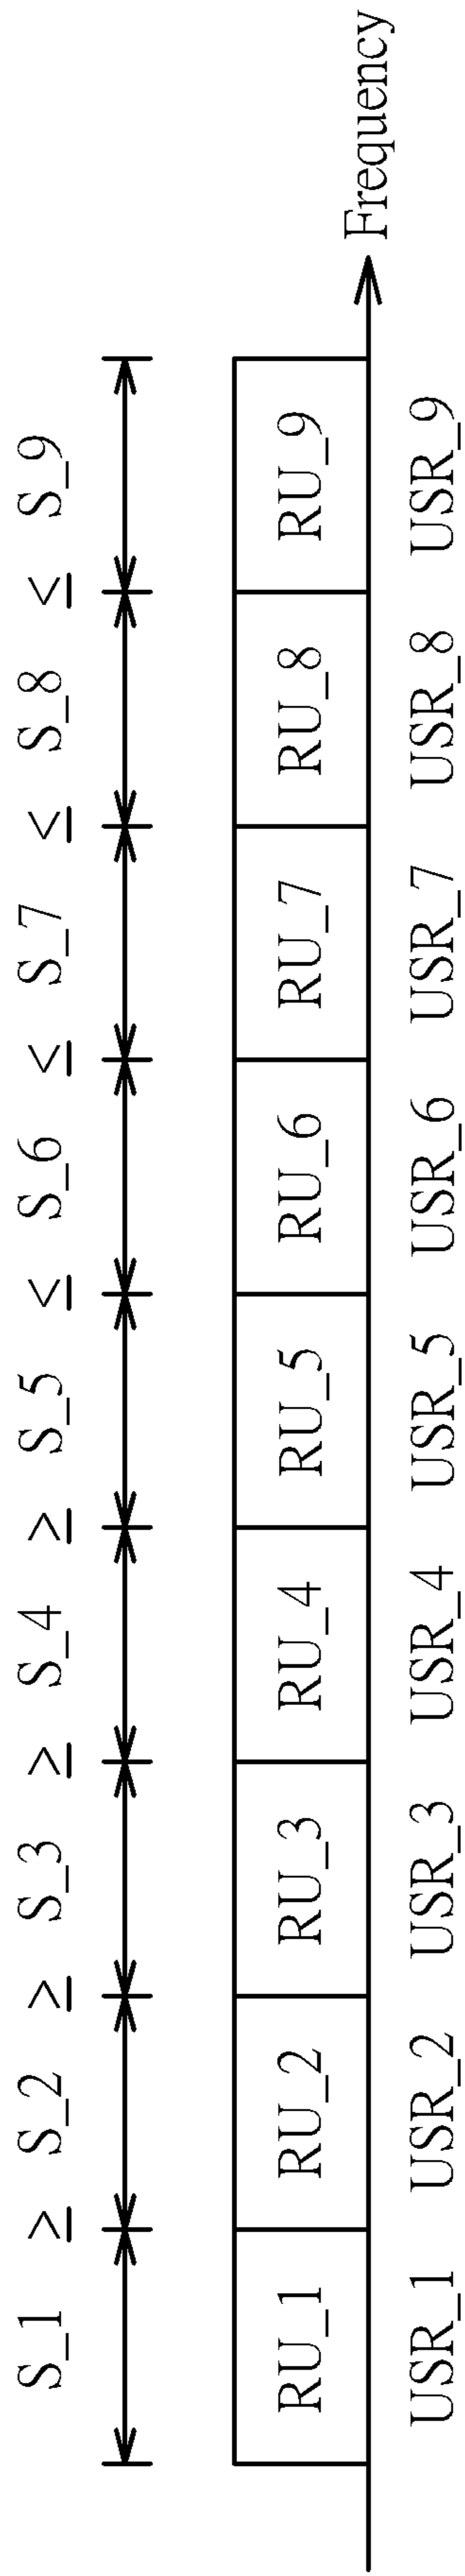 S_1 ≥ S_2 ≥ S_3 ≥ S_4 ≥ S_5 ≤ S_6 ≤ S_7 ≤ S_8 ≤ S_9
RU_1 RU_2 RU_3 RU_4 RU_5 RU_6 RU_7 RU_8 RU_9
Frequency
USR_1 USR_2 USR_3 USR_4 USR_5 USR_6 USR_7 USR_8 USR_9